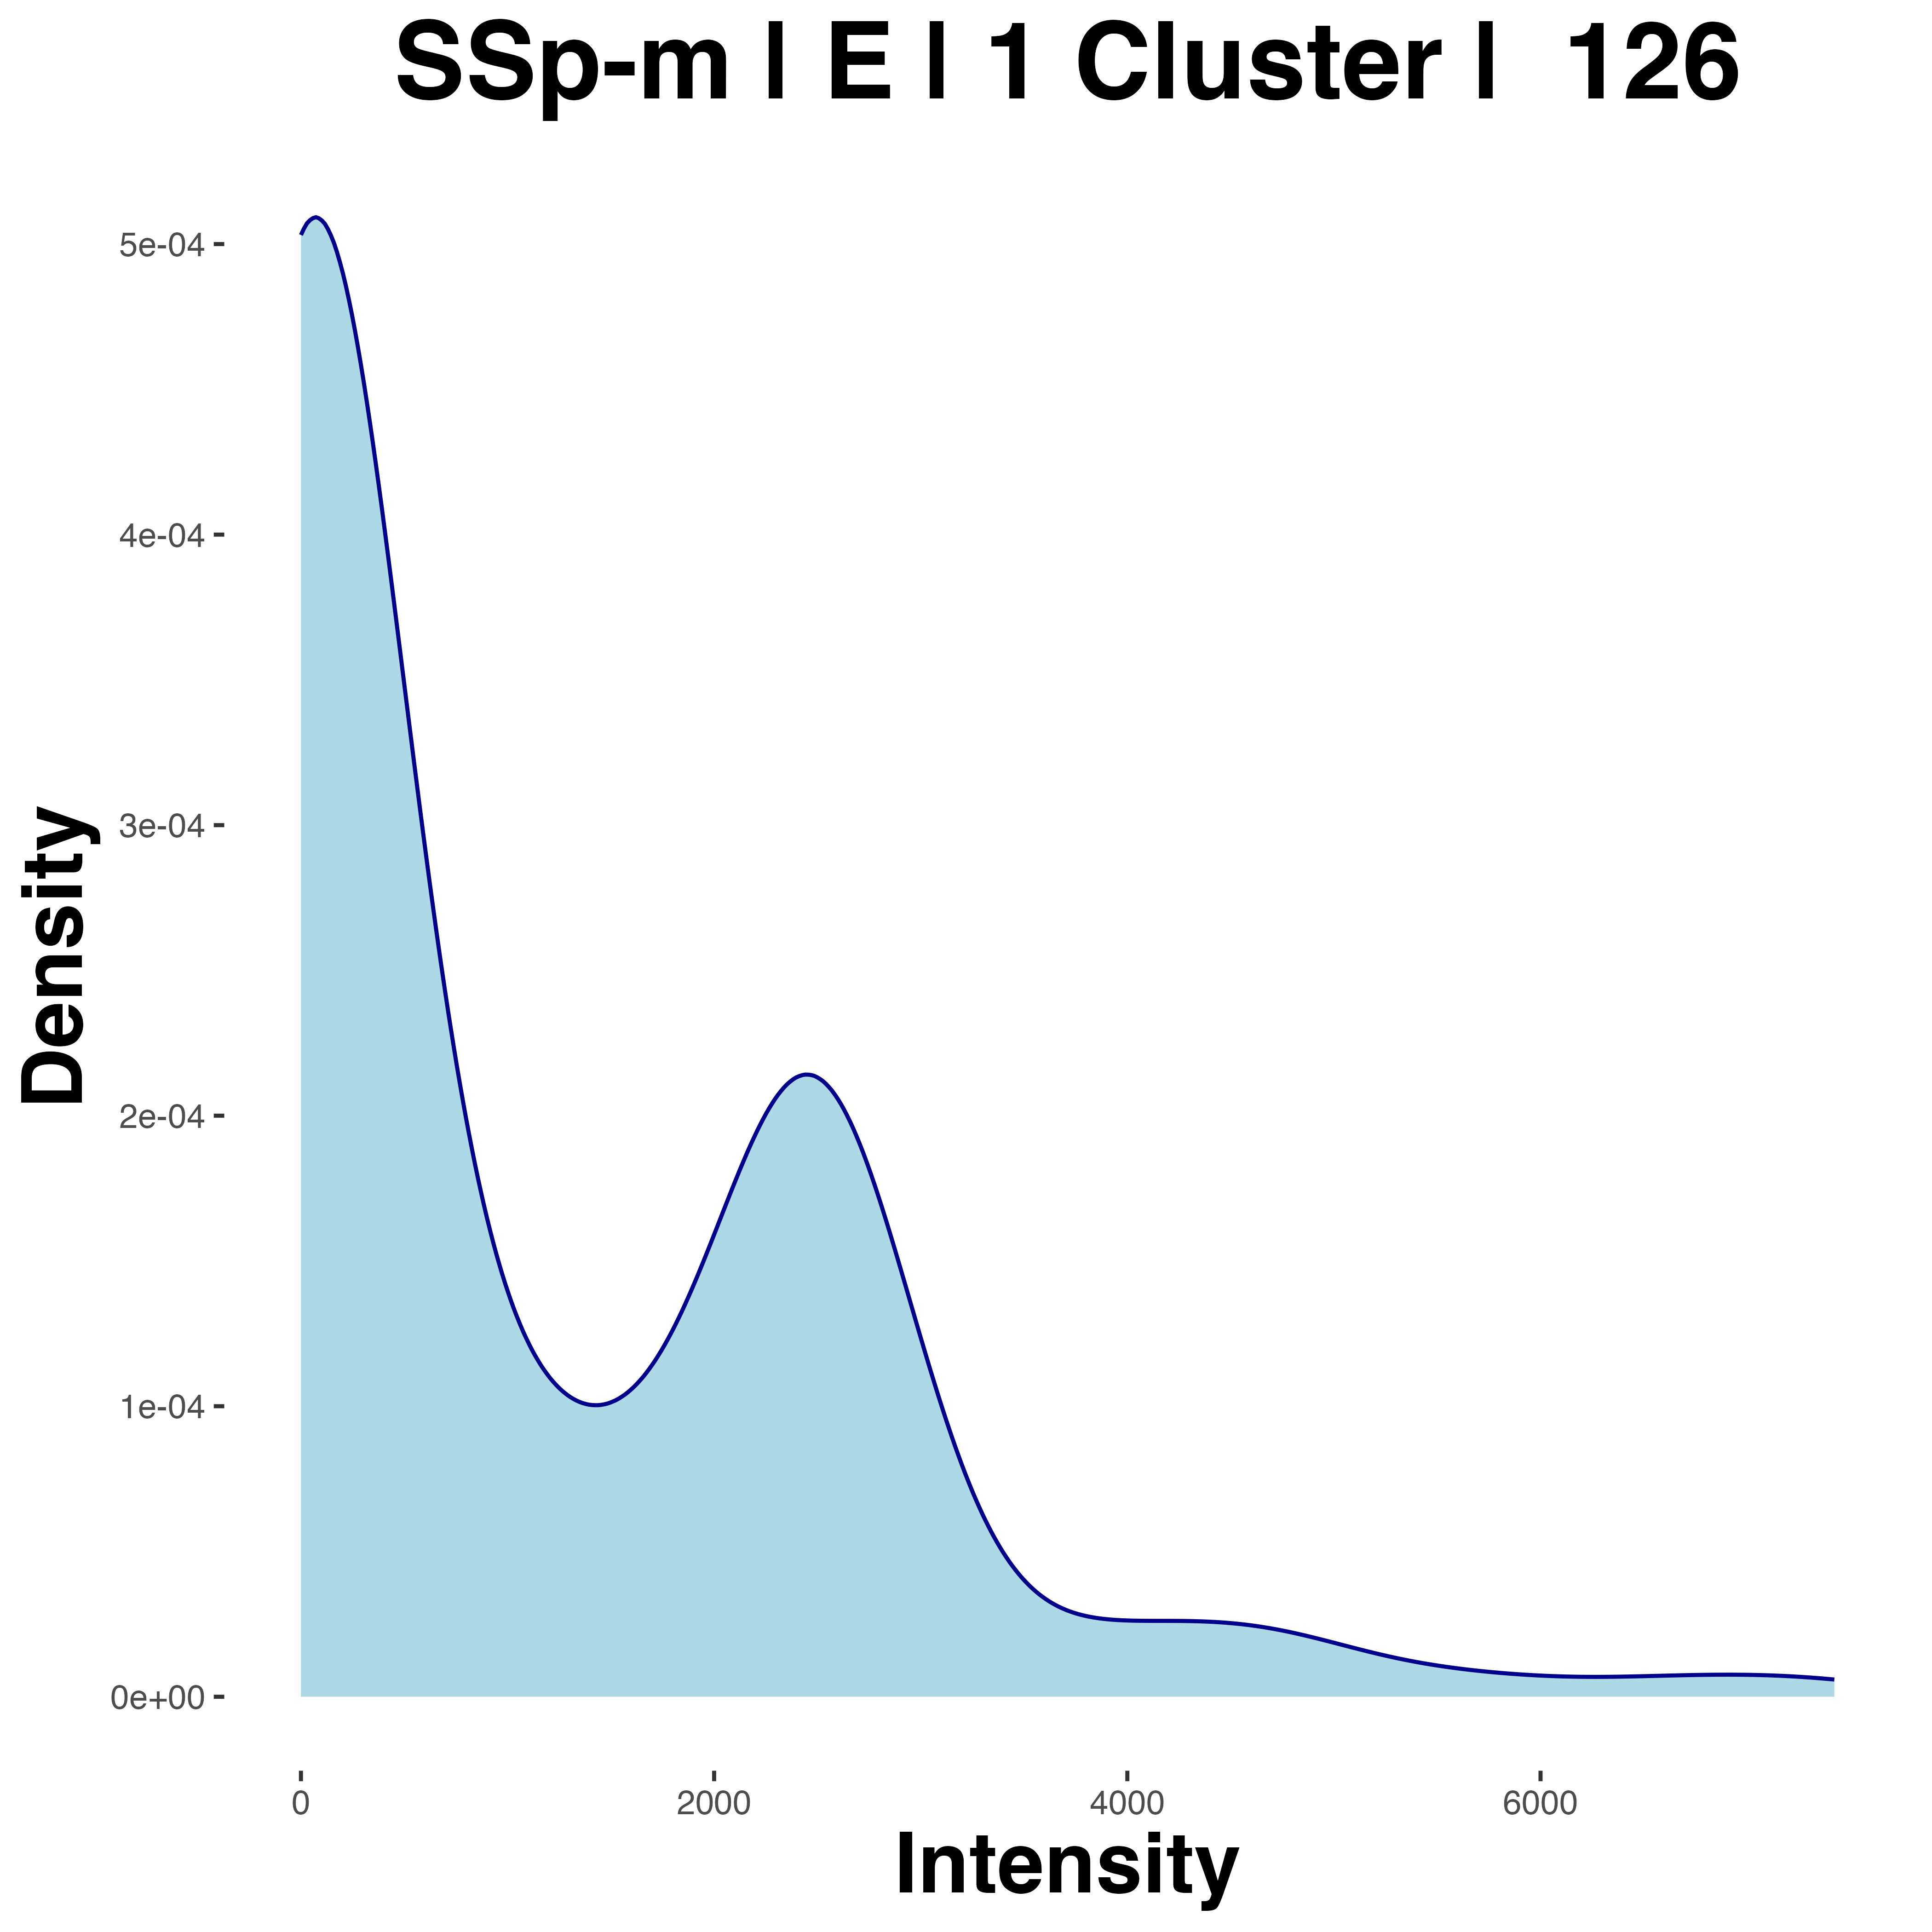 SSp-m | E | 1 Cluster |  126
5e-04
4e-04
3e-04
2e-04
1e-04
0e+00
Density
0 2000 4000 6000
Intensity